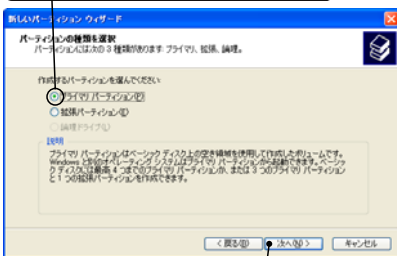 新しいパーティション ウィザード
パーティションの種類を選択
パーティションには次の 3 種類があります: プライマリ、拡張、論理。
作成するパーティションを選んでください:
プライマリ パーティション(P)
拡張パーティション(E)
論理ドライブ(L)
説明
プライマリ パーティションはベーシック ディスク上の空き領域を使用して作成したボリュームです。
Windows と別のオペレーティング システムはプライマリ パーティションから起動できます。ベーシッ
ク ディスクには最高 4 つまでのプライマリ パーティションか、または 3 つのプライマリ パーティション
と 1 つの拡張パーティションを作成できます。
< 戻る(B)
次へ(N) >
キャンセル